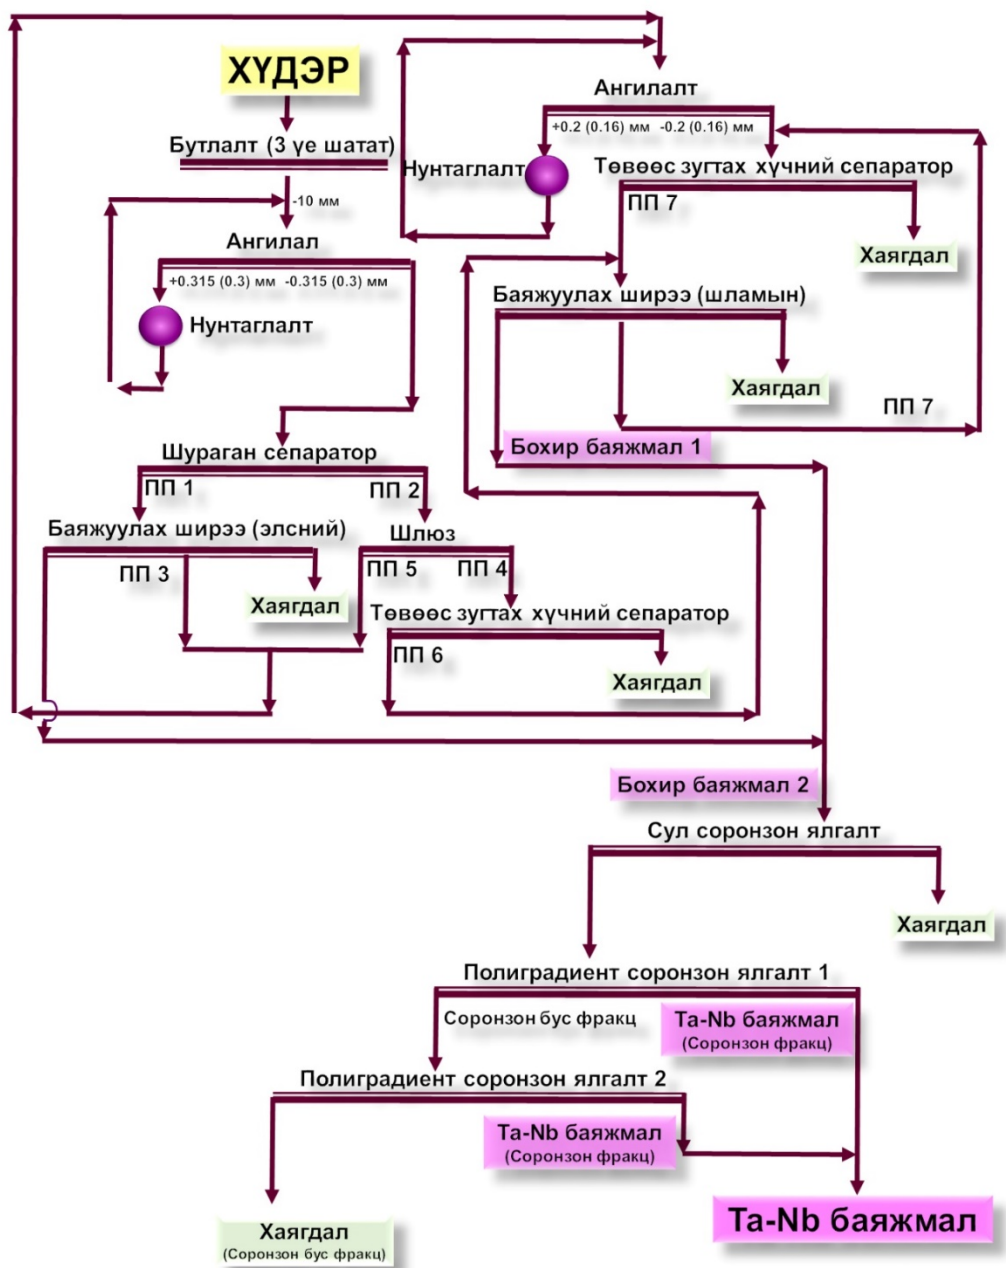 ХҮДЭР
Бутлалт (3 үе шатат)
-10 мм
Ангилал
+0.315 (0.3) мм -0.315 (0.3) мм
Нунтаглалт
Шураган сепаратор
ПП 1
ПП 2
Баяжуулах ширээ (элсний)
ПП 3
Хаягдал
Шлюз
ПП 5
ПП 4
Төвөөс зугтах хүчний сепаратор
ПП 6
Хаягдал
Ангилалт
+0.2 (0.16) мм -0.2 (0.16) мм
Нунтаглалт
Төвөөс зугтах хүчний сепаратор
ПП 7
Хаягдал
Баяжуулах ширээ (шламын)
Хаягдал
ПП 7
Бохир баяжмал 1
Бохир баяжмал 2
Сул соронзон ялгалт
Хаягдал
Полиградиент соронзон ялгалт 1
Соронзон бус фракц
Ta-Nb баяжмал
(Соронзон фракц)
Полиградиент соронзон ялгалт 2
Ta-Nb баяжмал
(Соронзон фракц)
Ta-Nb баяжмал
Хаягдал
(Соронзон бус фракц)